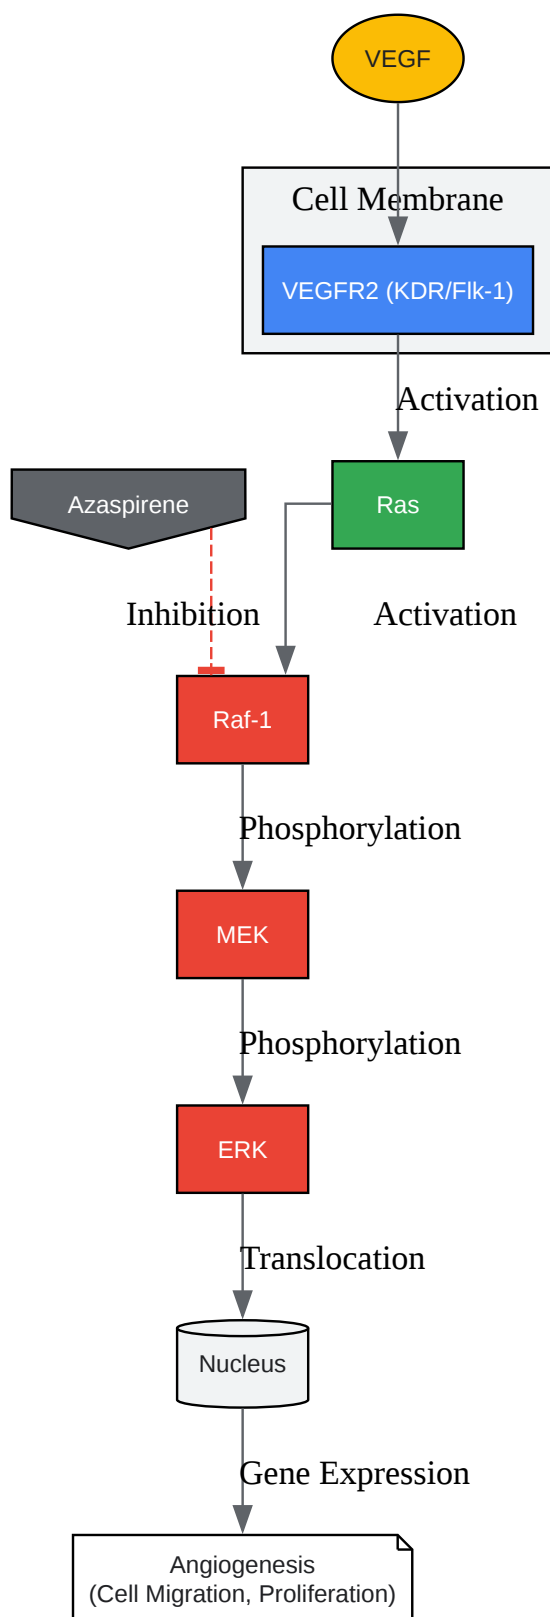 VEGF
Cell Membrane
VEGFR2 (KDR/Flk-1)
Activation
Azaspirene
Ras
Inhibition
Activation
Raf-1
Phosphorylation
MEK
Phosphorylation
ERK
Translocation
Nucleus
Gene Expression
Angiogenesis
(Cell Migration, Proliferation)